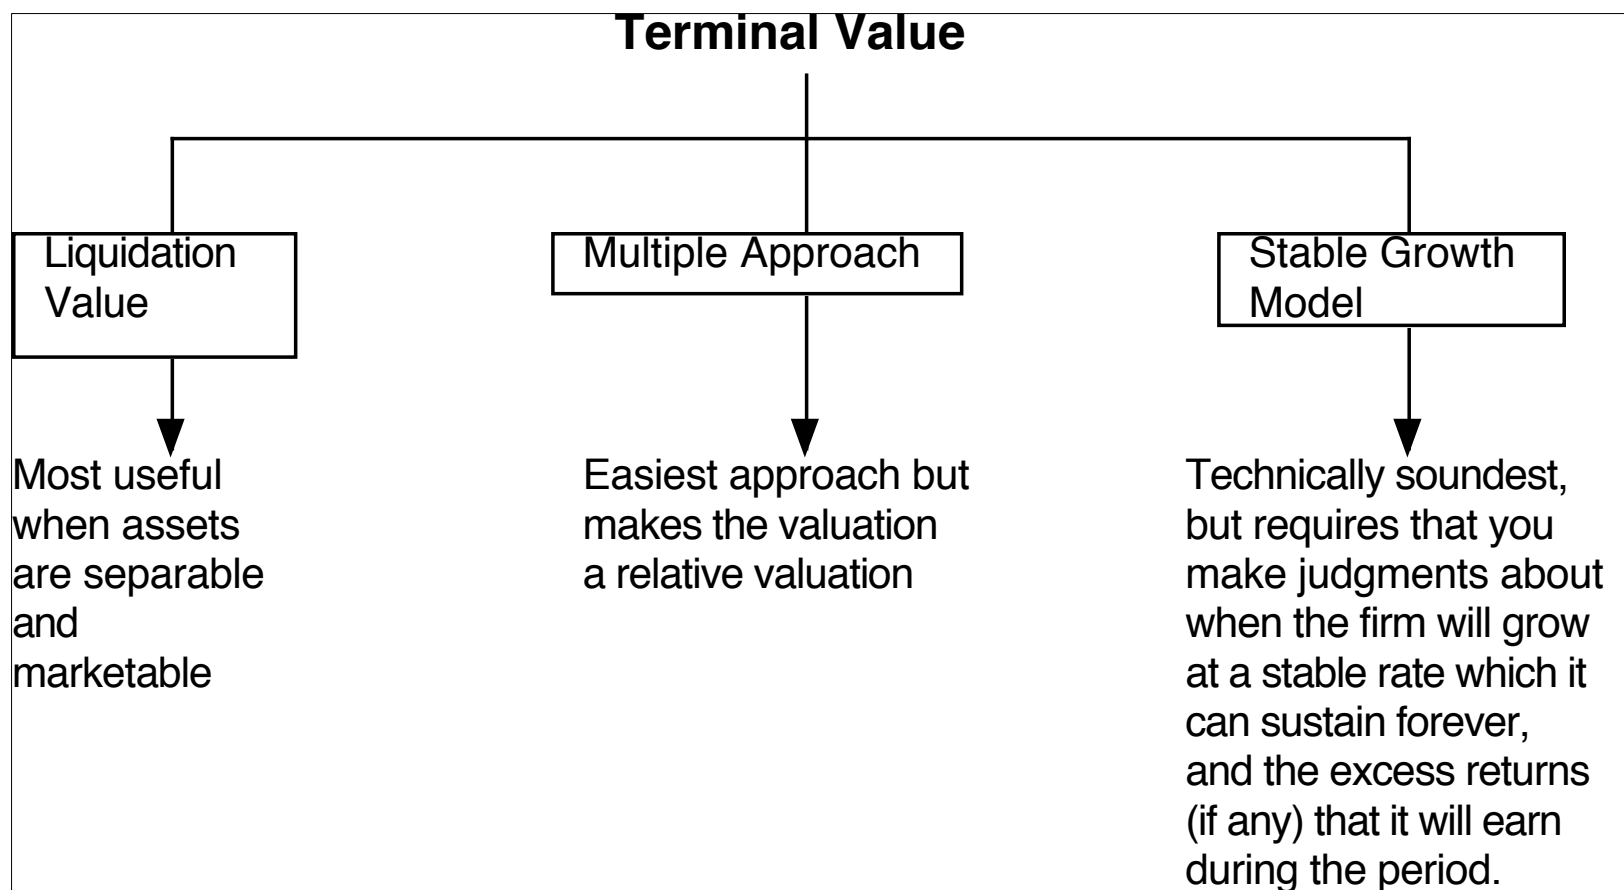 Terminal Value
Liquidation
Value
Multiple Approach
Stable Growth
Model
Most useful
when assets
are separable
and
marketable
Easiest approach but
makes the valuation
a relative valuation
Technically soundest,
but requires that you
make judgments about
when the firm will grow
at a stable rate which it
can sustain forever,
and the excess returns
(if any) that it will earn
during the period.